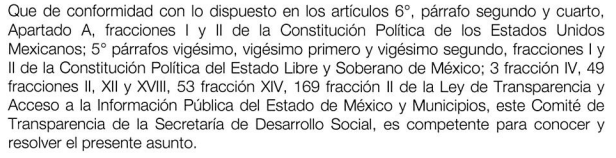 Que de conformidad con lo dispuesto en los artículos 6°, párrafo segundo y cuarto,
Apartado A, fracciones I y II de la Constitución Política de los Estados Unidos
Mexicanos; 5° párrafos vigésimo, vigésimo primero y vigésimo segundo, fracciones I y
II de la Constitución Política del Estado Libre y Soberano de México; 3 fracción IV, 49
fracciones II, XII y XVIII, 53 fracción XIV, 169 fracción II de la Ley de Transparencia y
Acceso a la Información Pública del Estado de México y Municipios, este Comité de
Transparencia de la Secretaría de Desarrollo Social, es competente para conocer y
resolver el presente asunto.